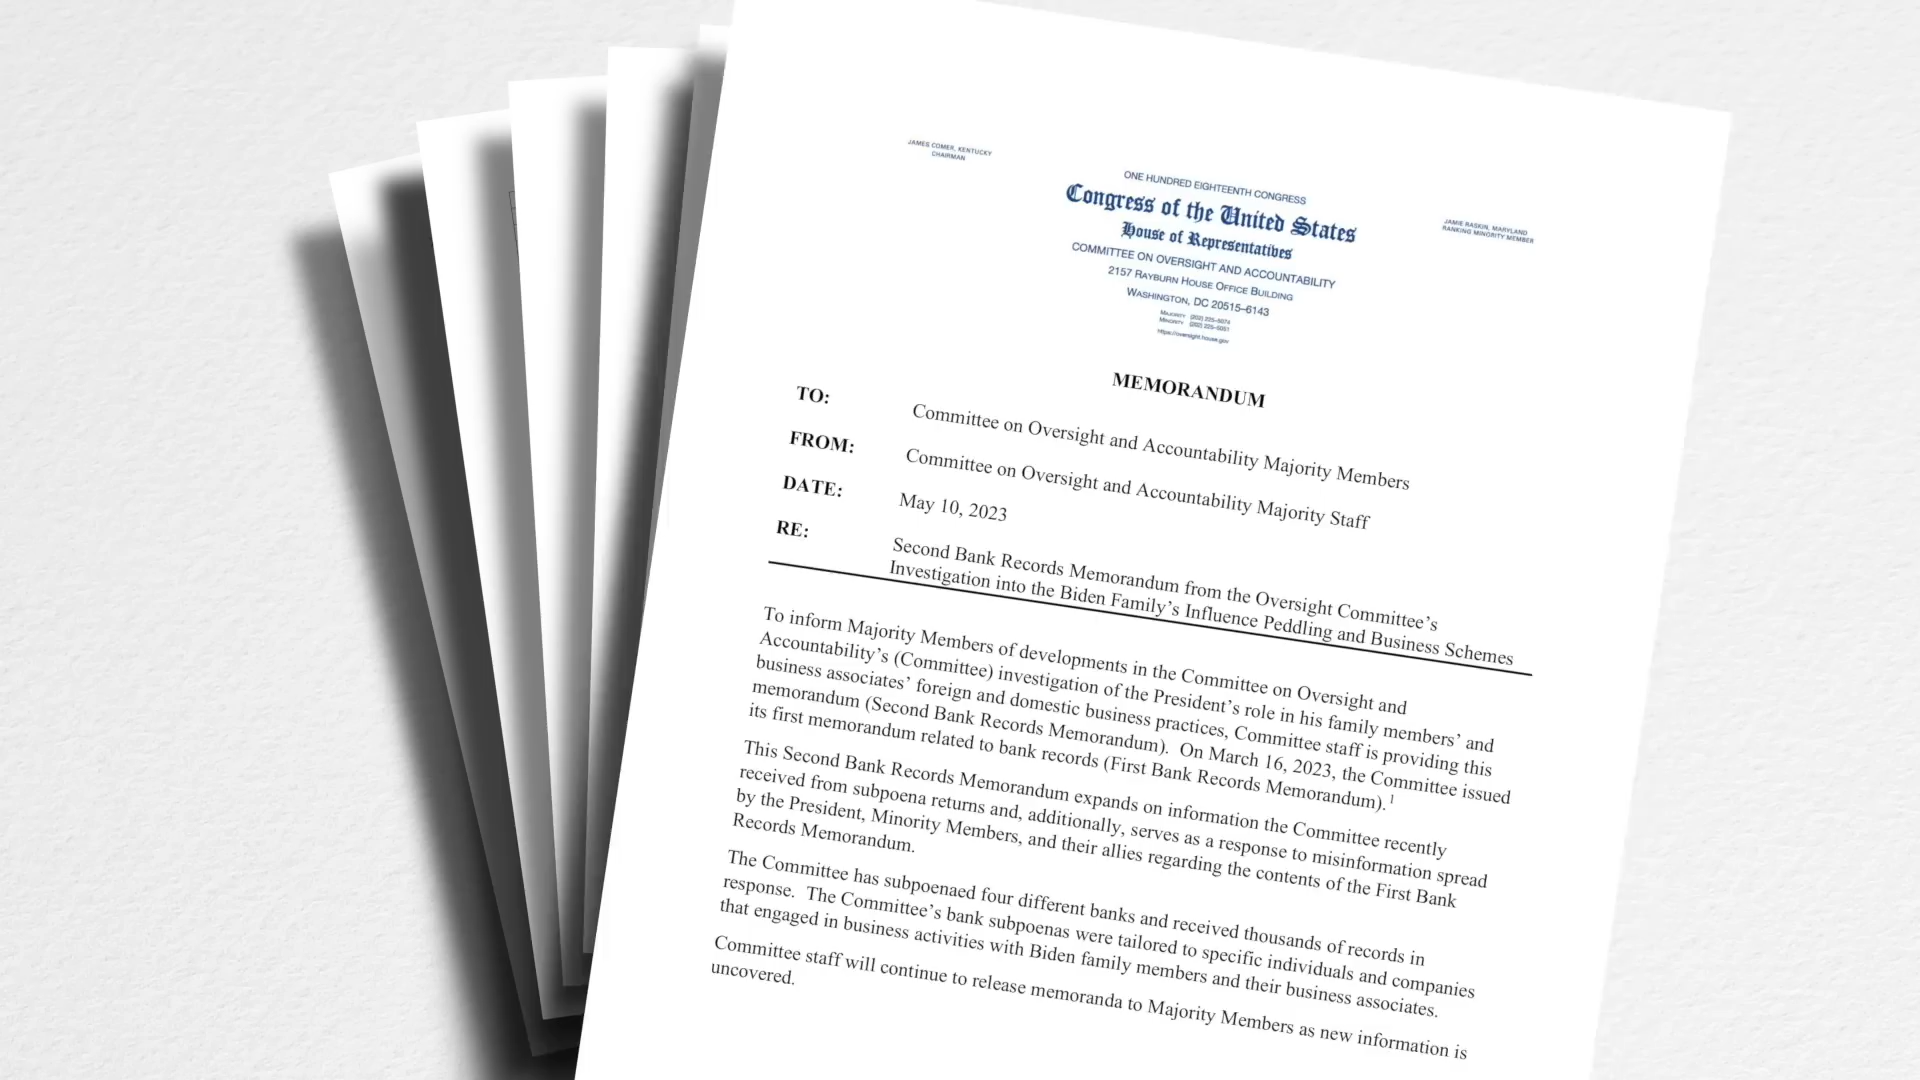 JAMES COMER, KENTUCKY
CHAIRMAN
ONE HUNDRED EIGHTEENTH CONGRESS
Congress of the United States
House of Representatives
COMMITTEE ON OVERSIGHT AND ACCOUNTABILITY
2157 RAYBURN HOUSE OFFICE BUILDING
WASHINGTON, DC 20515–6143
MAJORITY (202) 225–5074
MINORITY (202) 225–5051
https://oversight.house.gov
JAMIE RASKIN, MARYLAND
RANKING MINORITY MEMBER
MEMORANDUM
TO: Committee on Oversight and Accountability Majority Members
FROM: Committee on Oversight and Accountability Majority Staff
DATE: May 10, 2023
RE: Second Bank Records Memorandum from the Oversight Committee’s
Investigation into the Biden Family’s Influence Peddling and Business Schemes
To inform Majority Members of developments in the Committee on Oversight and
Accountability’s (Committee) investigation of the President’s role in his family members’ and
business associates’ foreign and domestic business practices, Committee staff is providing this
memorandum (Second Bank Records Memorandum). On March 16, 2023, the Committee issued
its first memorandum related to bank records (First Bank Records Memorandum).1
This Second Bank Records Memorandum expands on information the Committee recently
received from subpoena returns and, additionally, serves as a response to misinformation spread
by the President, Minority Members, and their allies regarding the contents of the First Bank
Records Memorandum.
The Committee has subpoenaed four different banks and received thousands of records in
response. The Committee’s bank subpoenas were tailored to specific individuals and companies
that engaged in business activities with Biden family members and their business associates.
Committee staff will continue to release memoranda to Majority Members as new information is
uncovered.